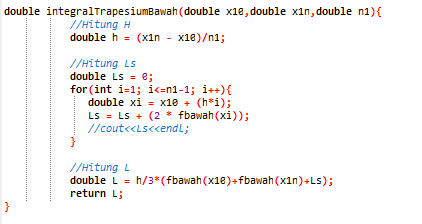 double integralTrapesiumBawah(double x10,double x1n,double n1){
//Hitung H
double h = (x1n - x10)/n1;
//Hitung Ls
double Ls = 0;
for(int i=1; i<=n1-1; i++){
double xi = x10 + (h*i);
Ls = Ls + (2 * fbawah(xi));
//cout<<Ls<<endL;
}
//Hitung L
double L = h/3*(fbawah(x10)+fbawah(x1n)+Ls);
return L;
}